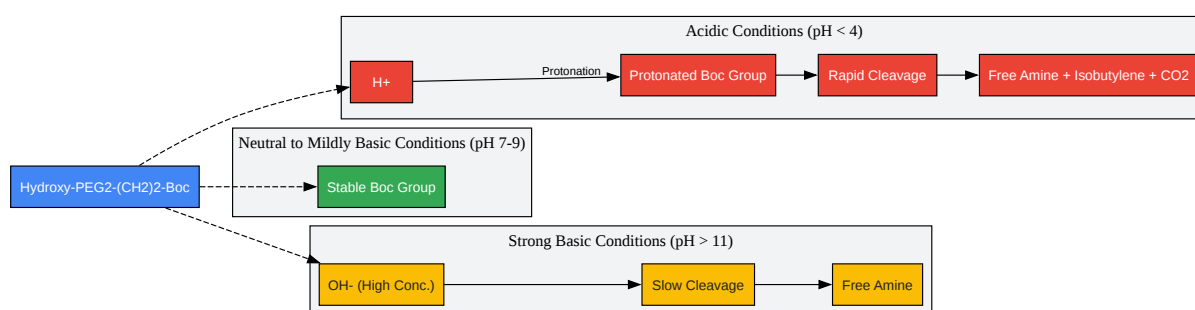 Acidic Conditions (pH < 4)
H+
Protonation
Protonated Boc Group
Rapid Cleavage
Free Amine + Isobutylene + CO2
Neutral to Mildly Basic Conditions (pH 7-9)
Hydroxy-PEG2-(CH2)2-Boc
Stable Boc Group
Strong Basic Conditions (pH > 11)
OH- (High Conc.)
Slow Cleavage
Free Amine